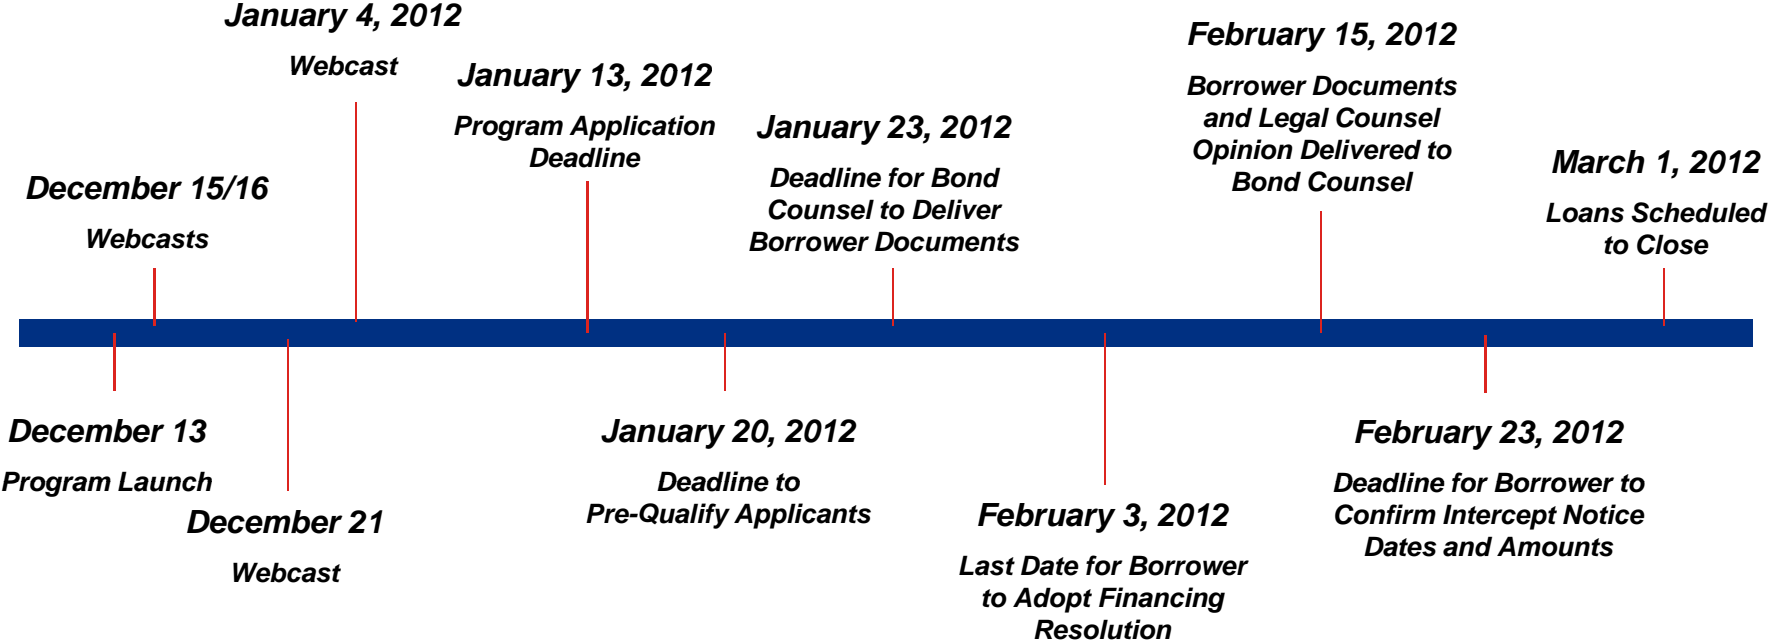 January 4, 2012
Webcast
January 13, 2012
Program Application
Deadline
January 23, 2012
Deadline for Bond
Counsel to Deliver
Borrower Documents
February 15, 2012
Borrower Documents
and Legal Counsel
Opinion Delivered to
Bond Counsel
March 1, 2012
Loans Scheduled
to Close
December 15/16
Webcasts
December 13
Program Launch
December 21
Webcast
January 20, 2012
Deadline to
Pre-Qualify Applicants
February 3, 2012
Last Date for Borrower
to Adopt Financing
Resolution
February 23, 2012
Deadline for Borrower to
Confirm Intercept Notice
Dates and Amounts